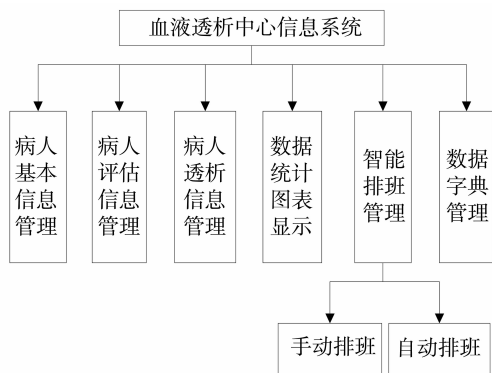 血液透析中心信息系统
病人
基本
信息
管理
病人
评估
信息
管理
病人
透析
信息
管理
数据
统计
图表
显示
智能
排班
管理
数据
字典
管理
手动排班
自动排班